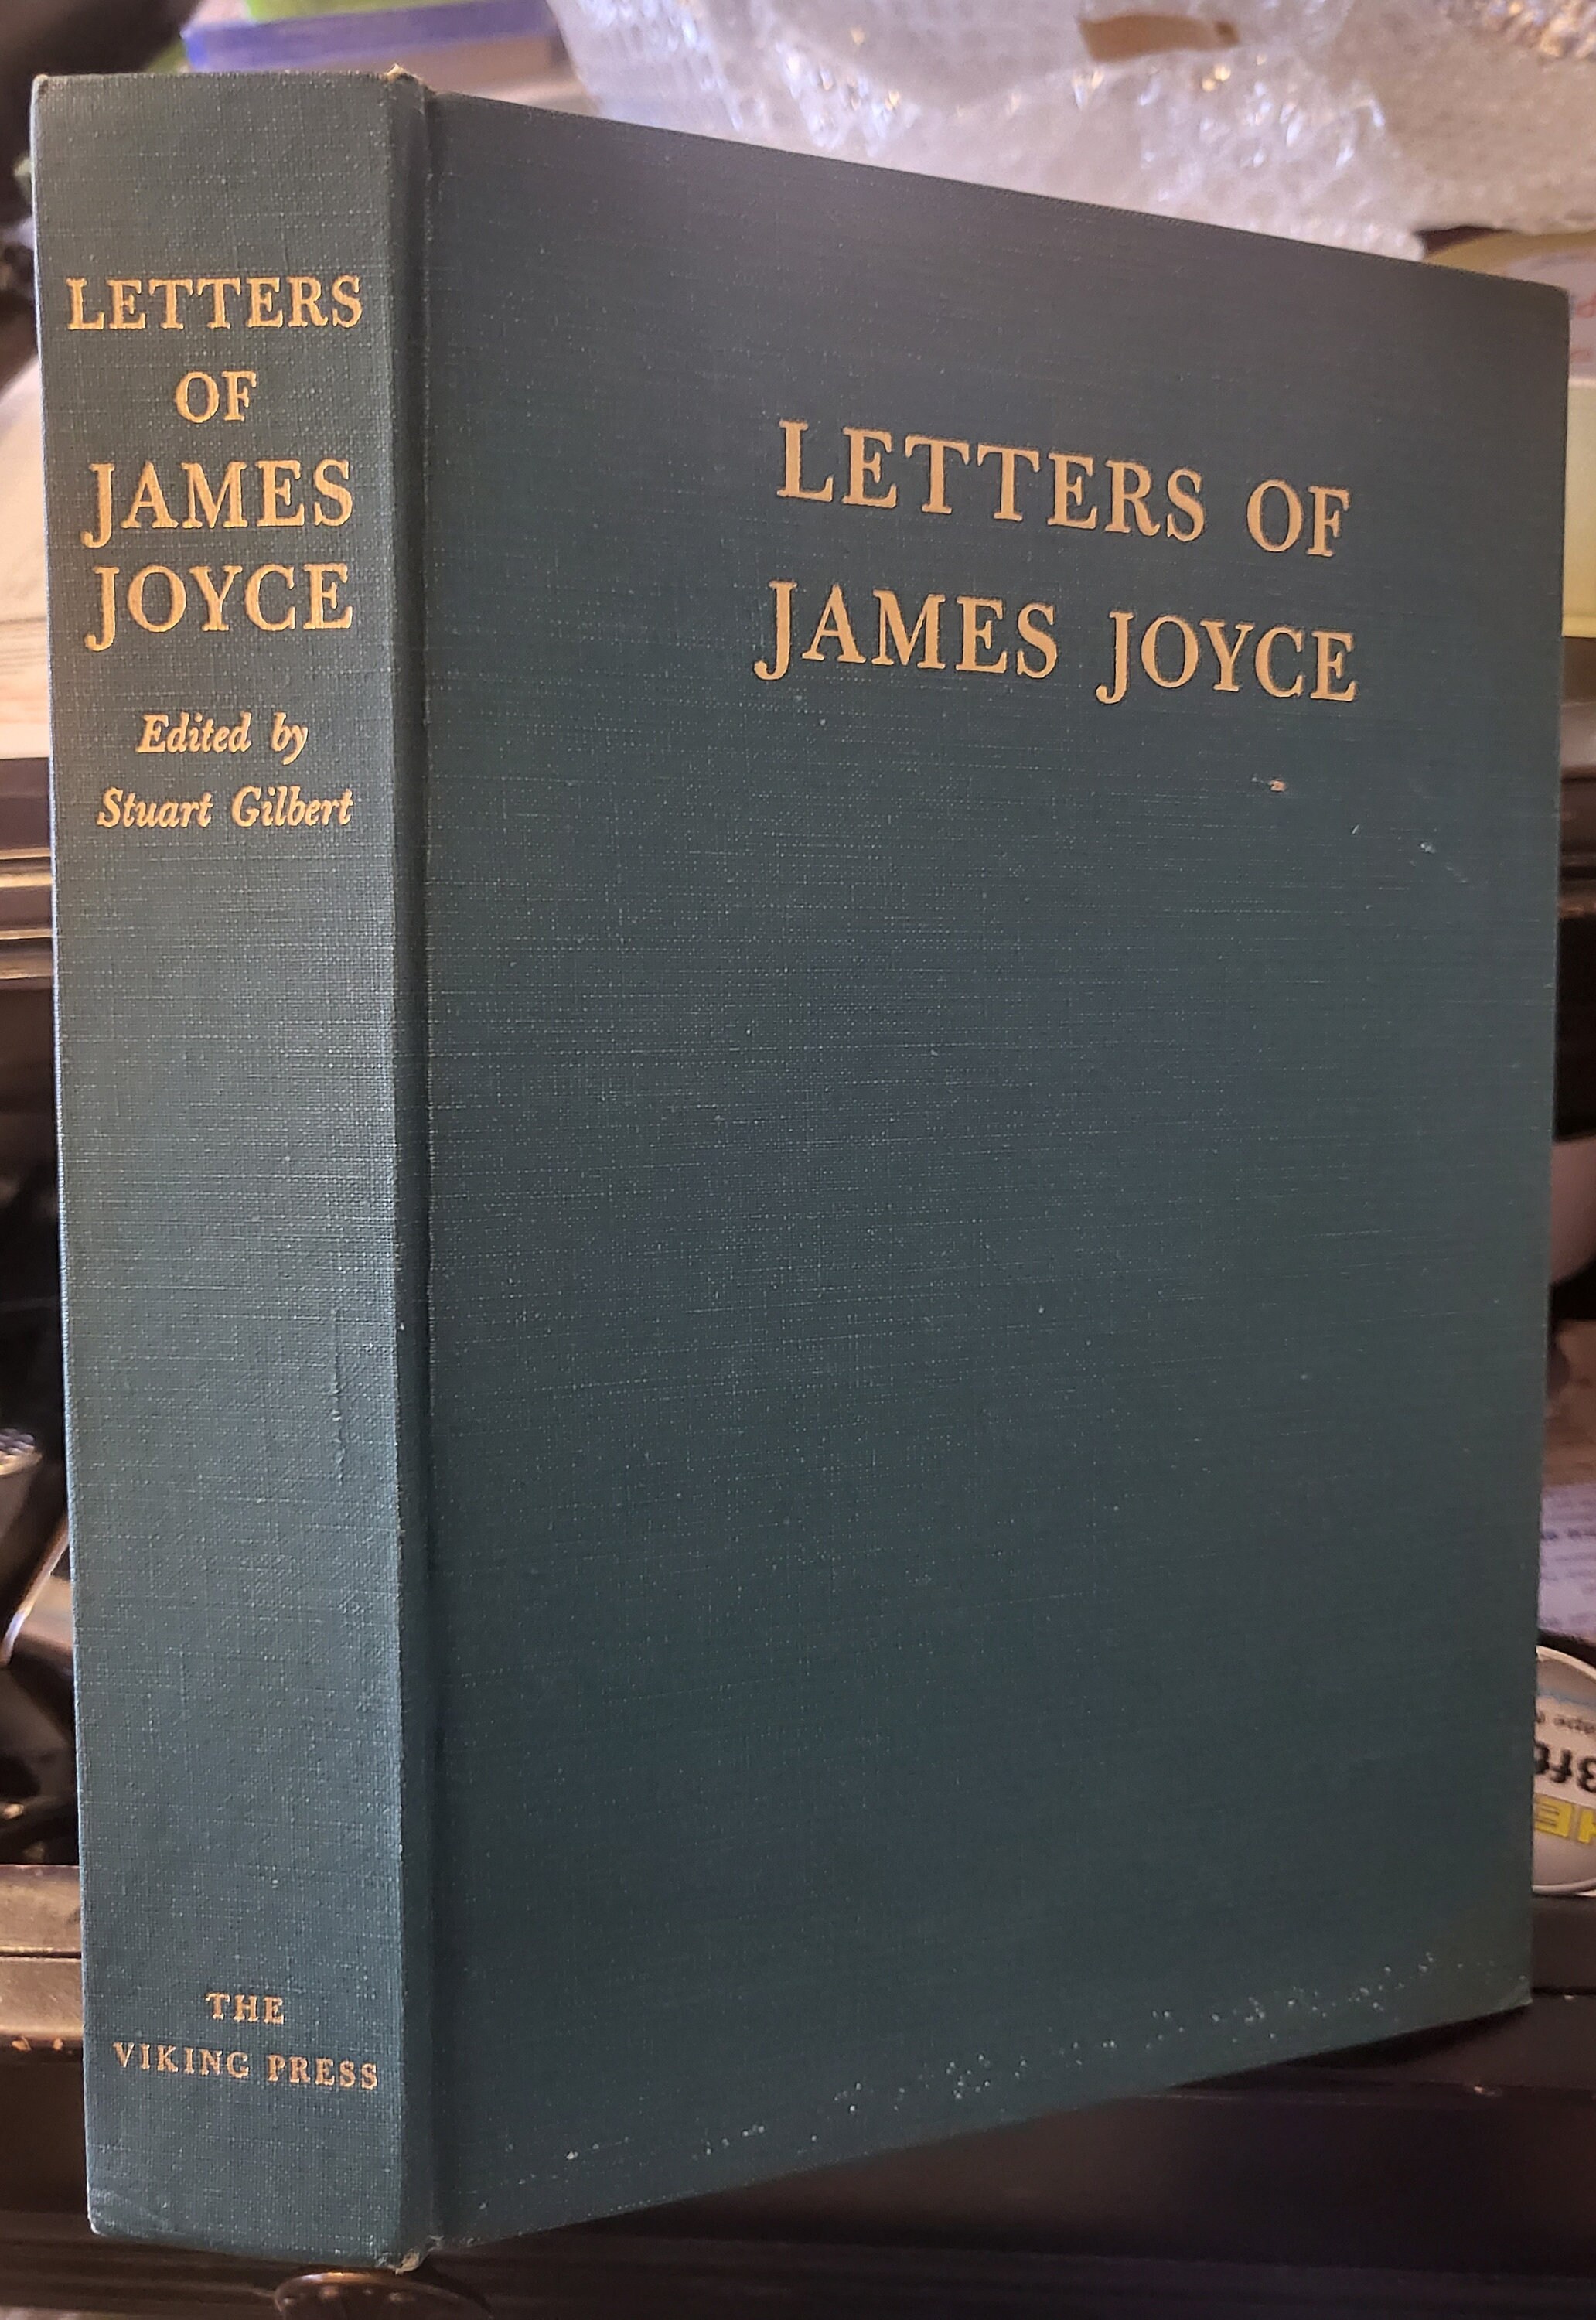 LETTERS
OF
JAMES
JOYCE
Edited by
Stuart Gilbert
THE
VIKING PRESS
LETTERS OF
JAMES JOYCE